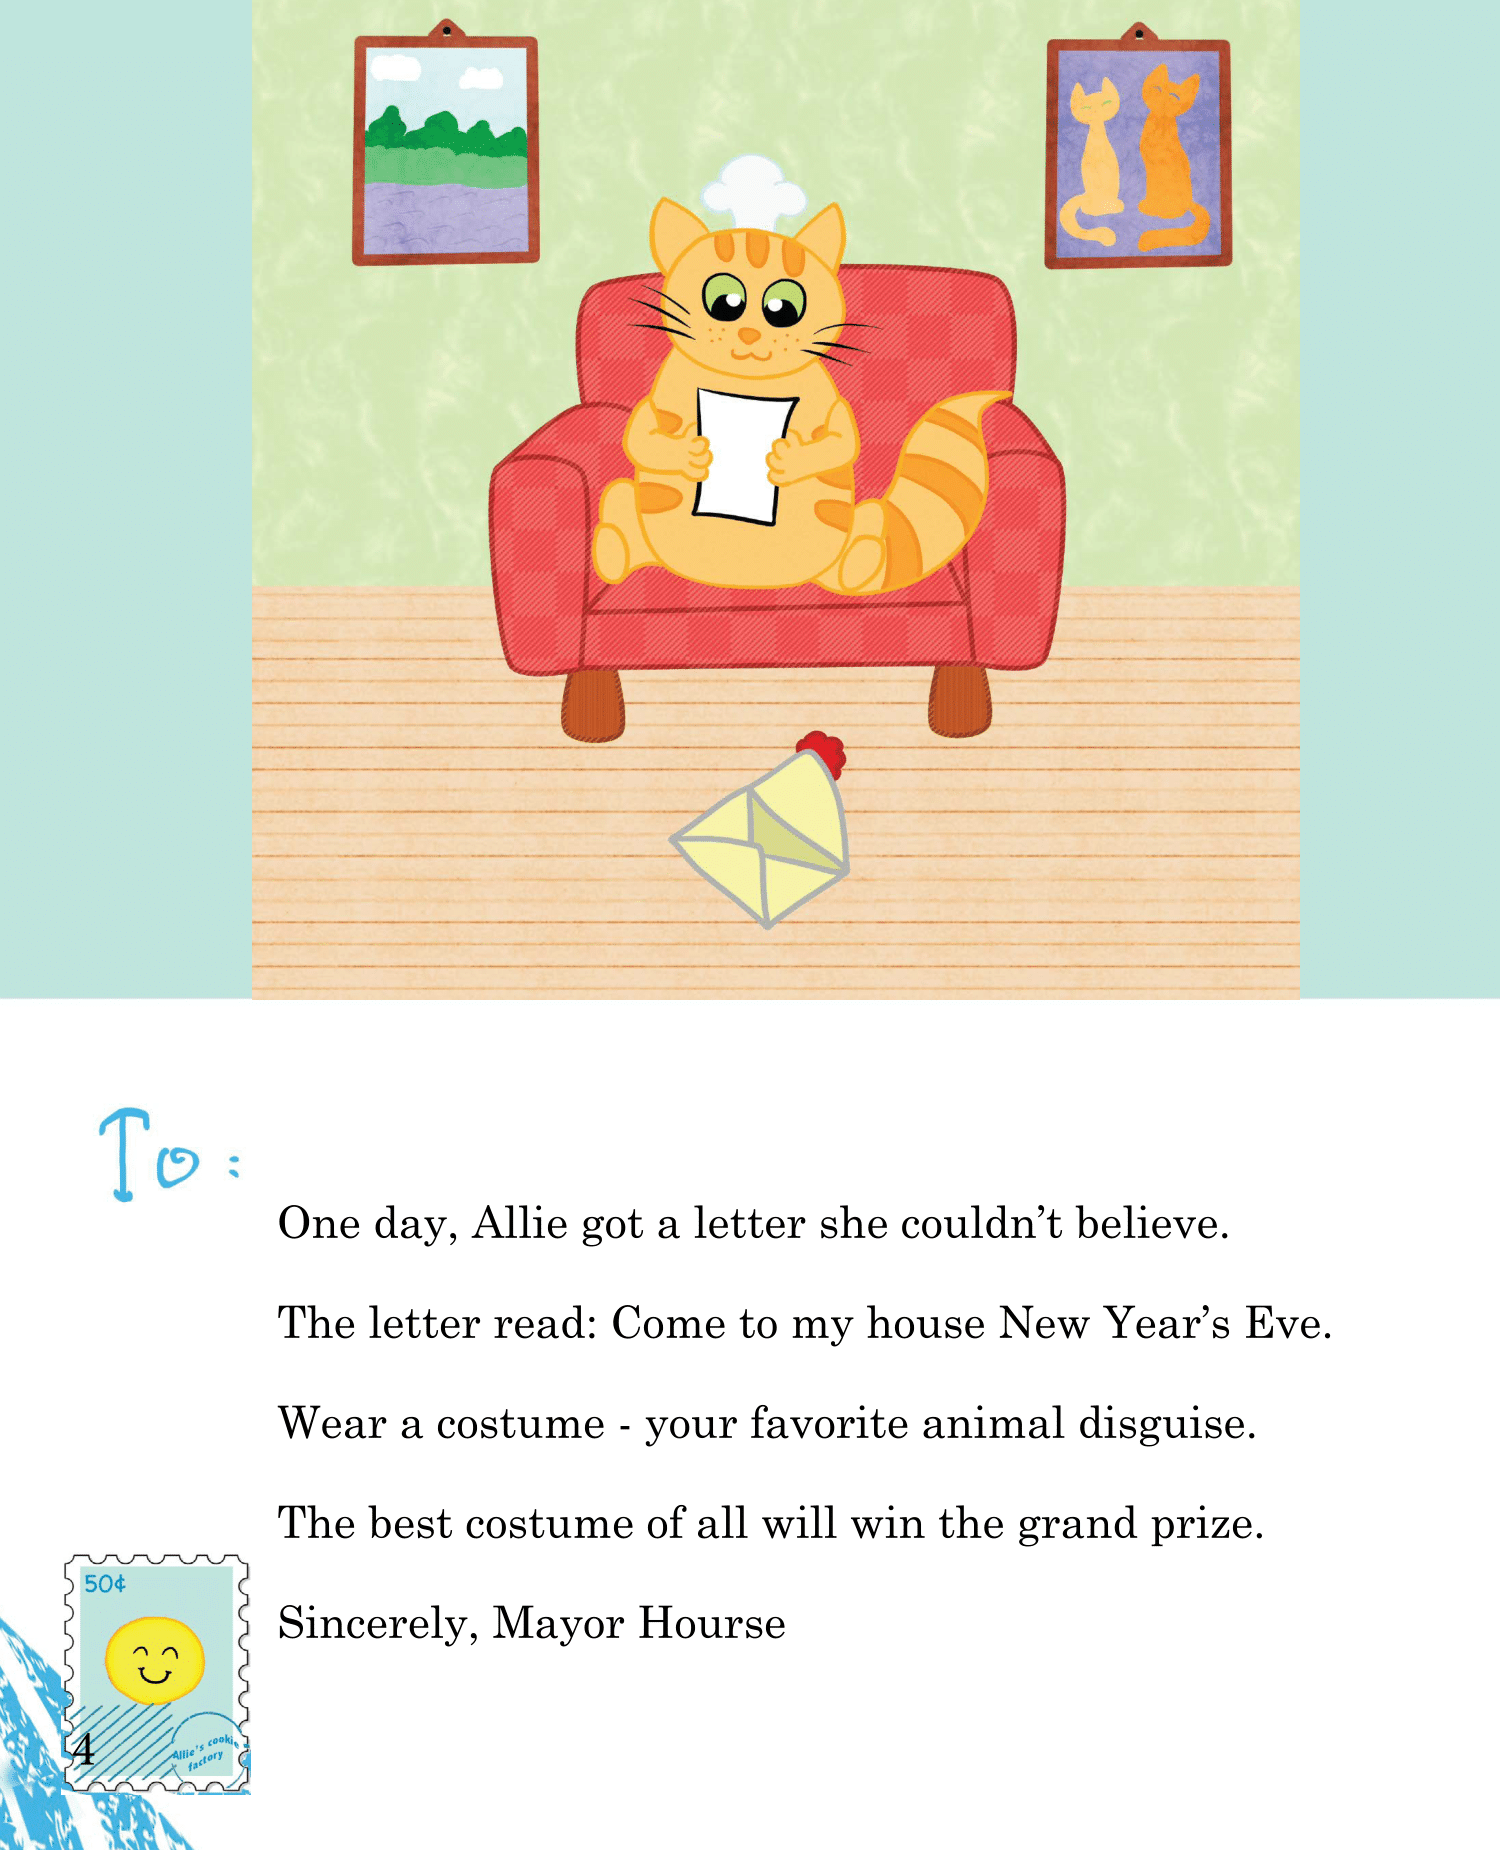 To:
One day, Allie got a letter she couldn’t believe.
The letter read: Come to my house New Year’s Eve.
Wear a costume - your favorite animal disguise.
The best costume of all will win the grand prize.
Sincerely, Mayor Hourse
50¢
Allie's cookie
factory
4